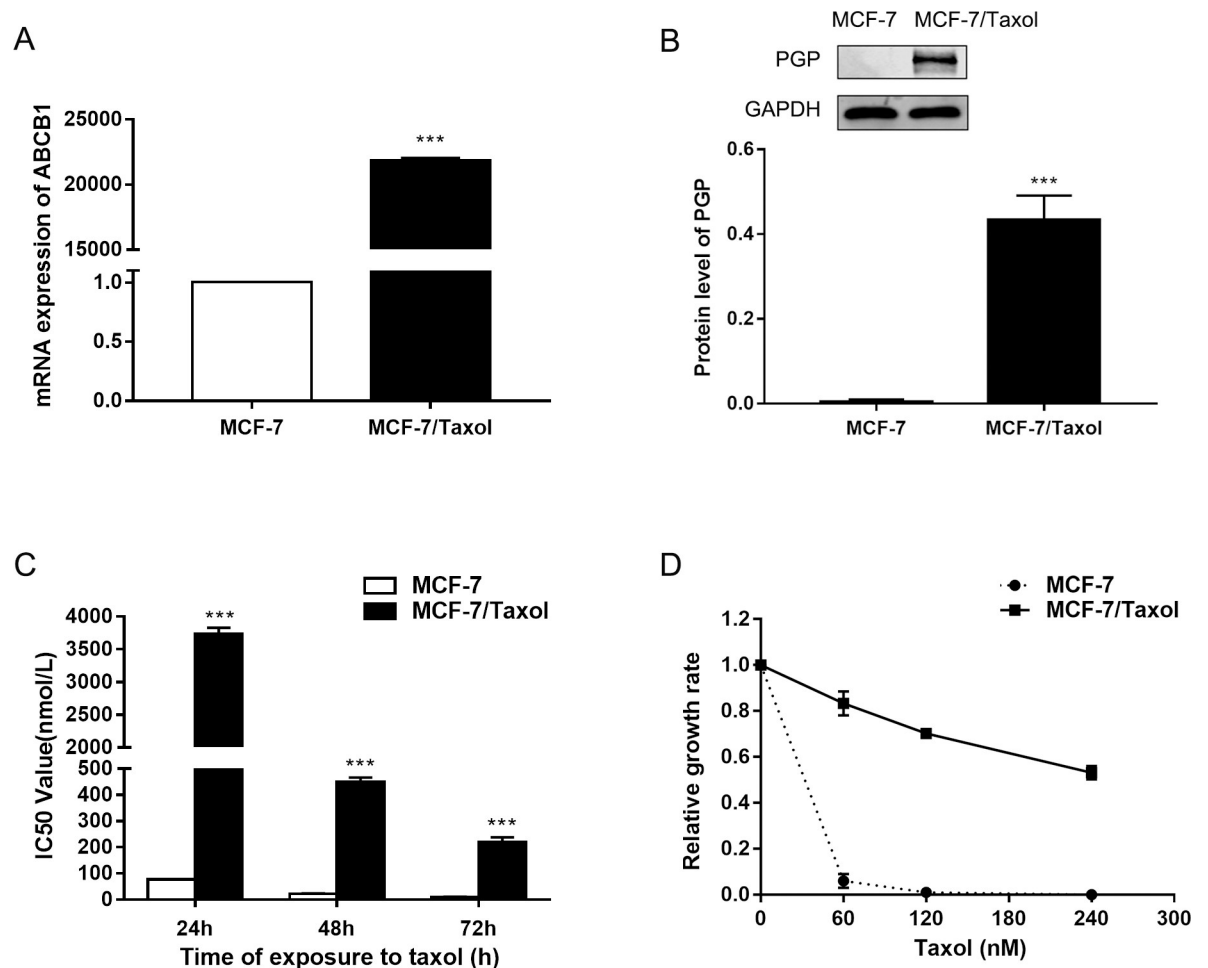 A
mRNA expression of ABCB1
25000
***
20000
15000
1.0
0.5
0.0
MCF-7 MCF-7/Taxol
B
MCF-7 MCF-7/Taxol
PGP
GAPDH
Protein level of PGP
0.6
***
0.4
0.2
0.0
MCF-7 MCF-7/Taxol
C
MCF-7
MCF-7/Taxol
IC50 Value(nmol/L)
4000
***
3500
3000
2500
2000
500
***
400
300
***
200
100
0
24h 48h 72h
Time of exposure to taxol (h)
D
MCF-7
MCF-7/Taxol
Relative growth rate
1.2
1.0
0.8
0.6
0.4
0.2
0.0
0 60 120 180 240 300
Taxol (nM)